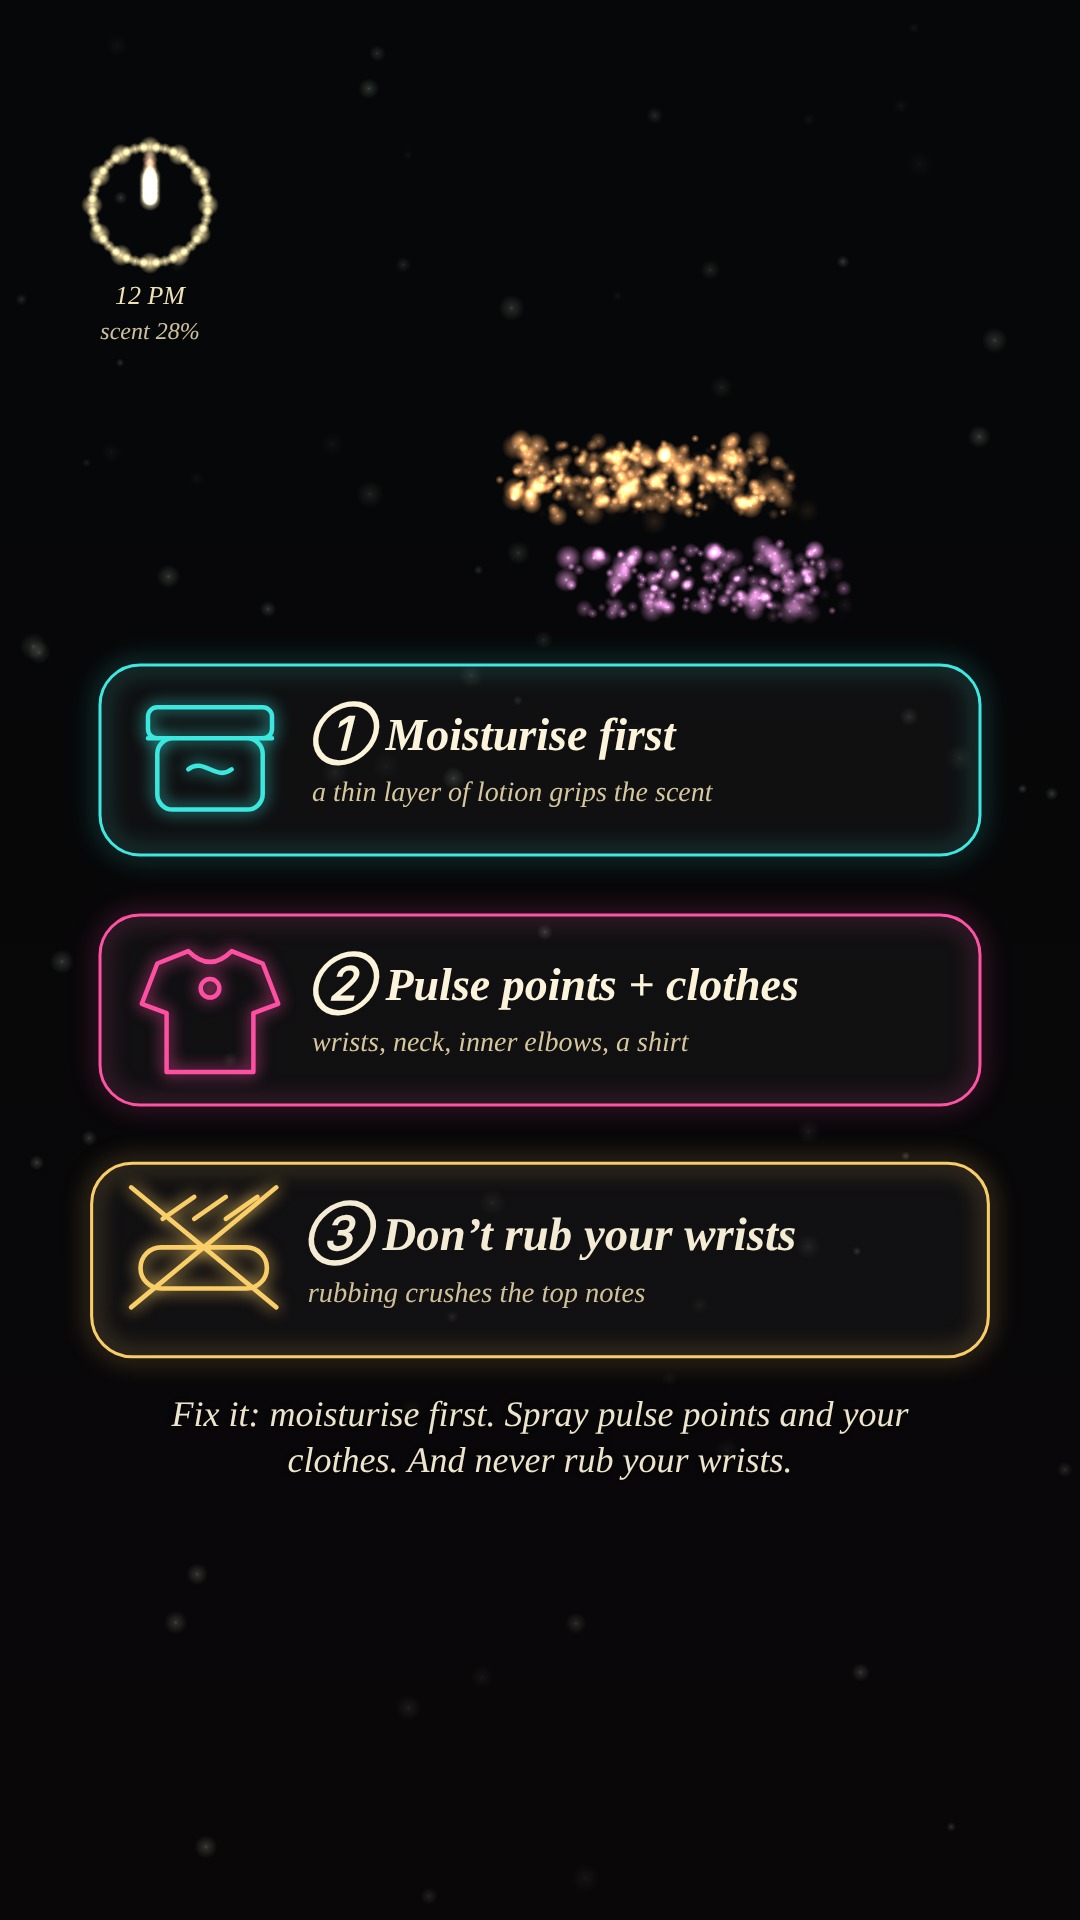 12 PM
scent 28%
① Moisturise first
a thin layer of lotion grips the scent
② Pulse points + clothes
wrists, neck, inner elbows, a shirt
③ Don’t rub your wrists
rubbing crushes the top notes
Fix it: moisturise first. Spray pulse points and your
clothes. And never rub your wrists.